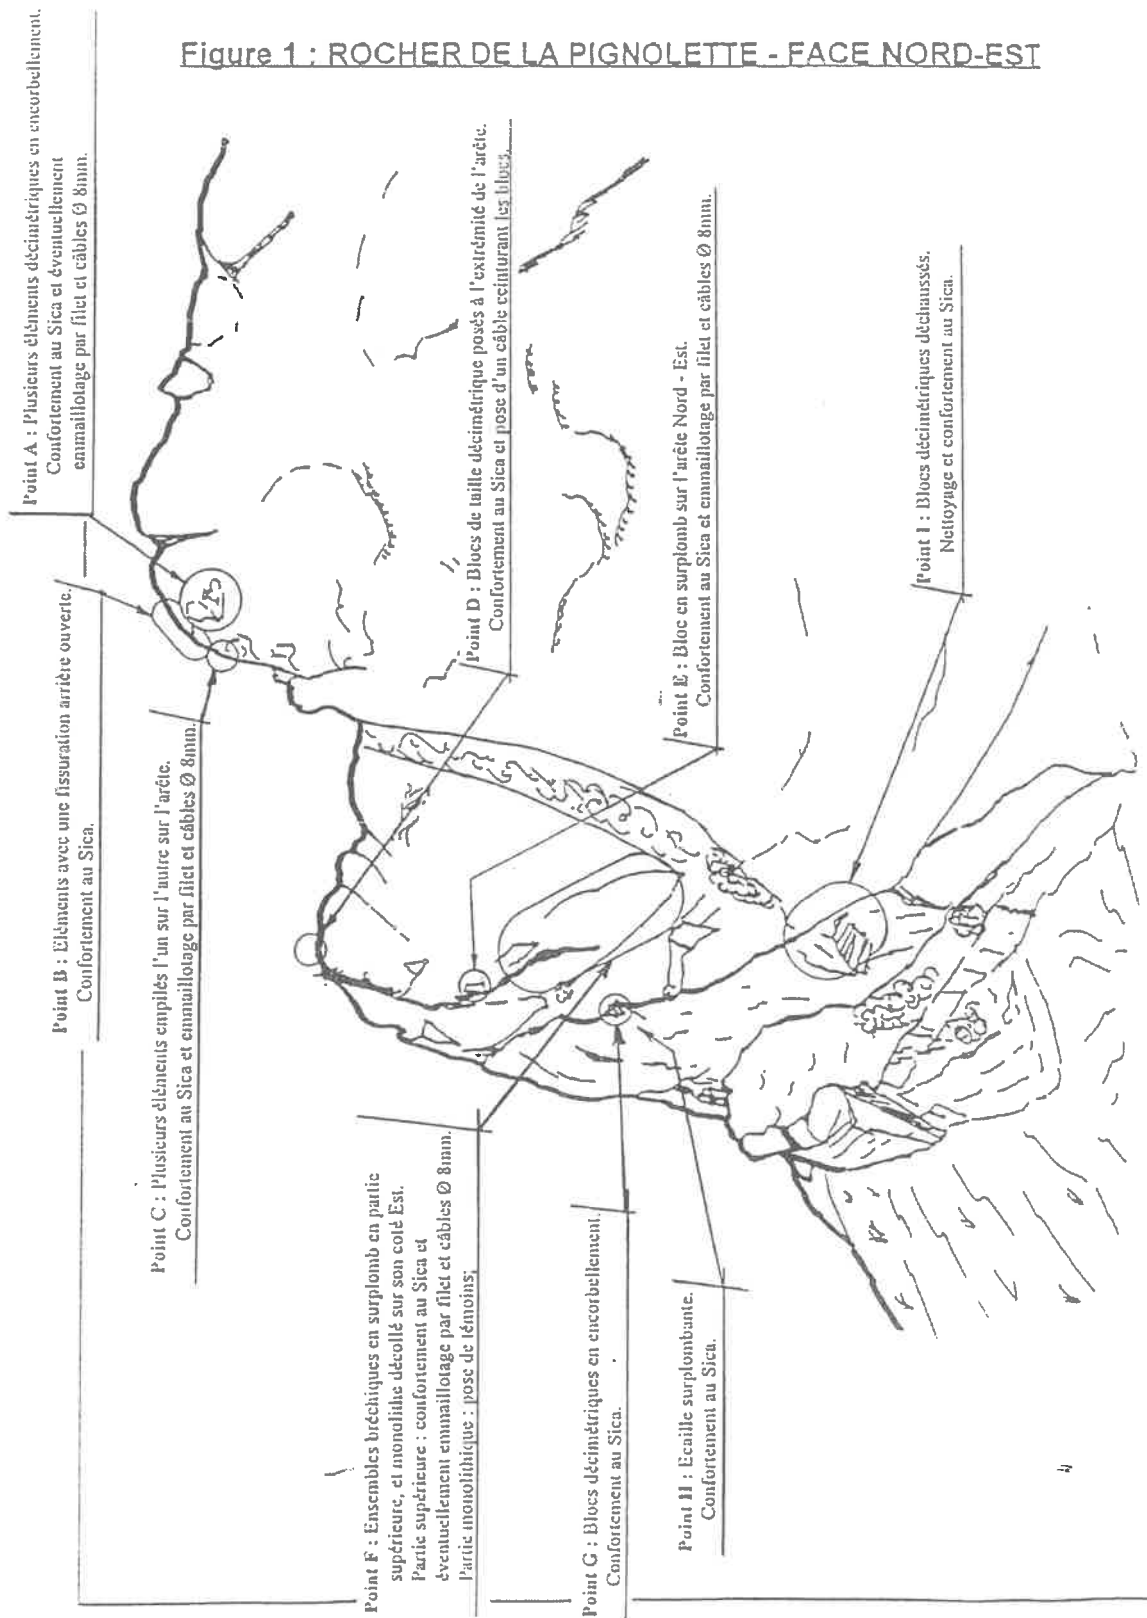 Figure 1 : ROCHER DE LA PIGNOLETTE - FACE NORD-EST
Point A : Plusieurs éléments décimétriques en encorbellement.
Confortement au Sica et éventuellement
emmaillotage par filet et câbles Ø 8mm.
Point B : Eléments avec une fissuration arrière ouverte.
Confortement au Sica.
Point C : Plusieurs éléments empilés l'un sur l'autre sur l'arête.
Confortement au Sica et emmaillotage par filet et câbles Ø 8mm.
Point D : Blocs de taille décimétrique posés à l'extrémité de l'arête.
Confortement au Sica et pose d'un câble ceinturant les blocs.
Point E : Bloc en surplomb sur l'arête Nord - Est.
Confortement au Sica et emmaillotage par filet et câbles Ø 8mm.
Point F : Ensembles bréchiques en surplomb en partie
supérieure, et monolithe décollé sur son coté Est.
Partie supérieure : confortement au Sica et
éventuellement emmaillotage par filet et câbles Ø 8mm.
Partie monolithique : pose de témoins;
Point G : Blocs décimétriques en encorbellement.
Confortement au Sica.
Point H : Ecaille surplombante.
Confortement au Sica.
Point I : Blocs décimétriques déchaussés.
Nettoyage et confortement au Sica.